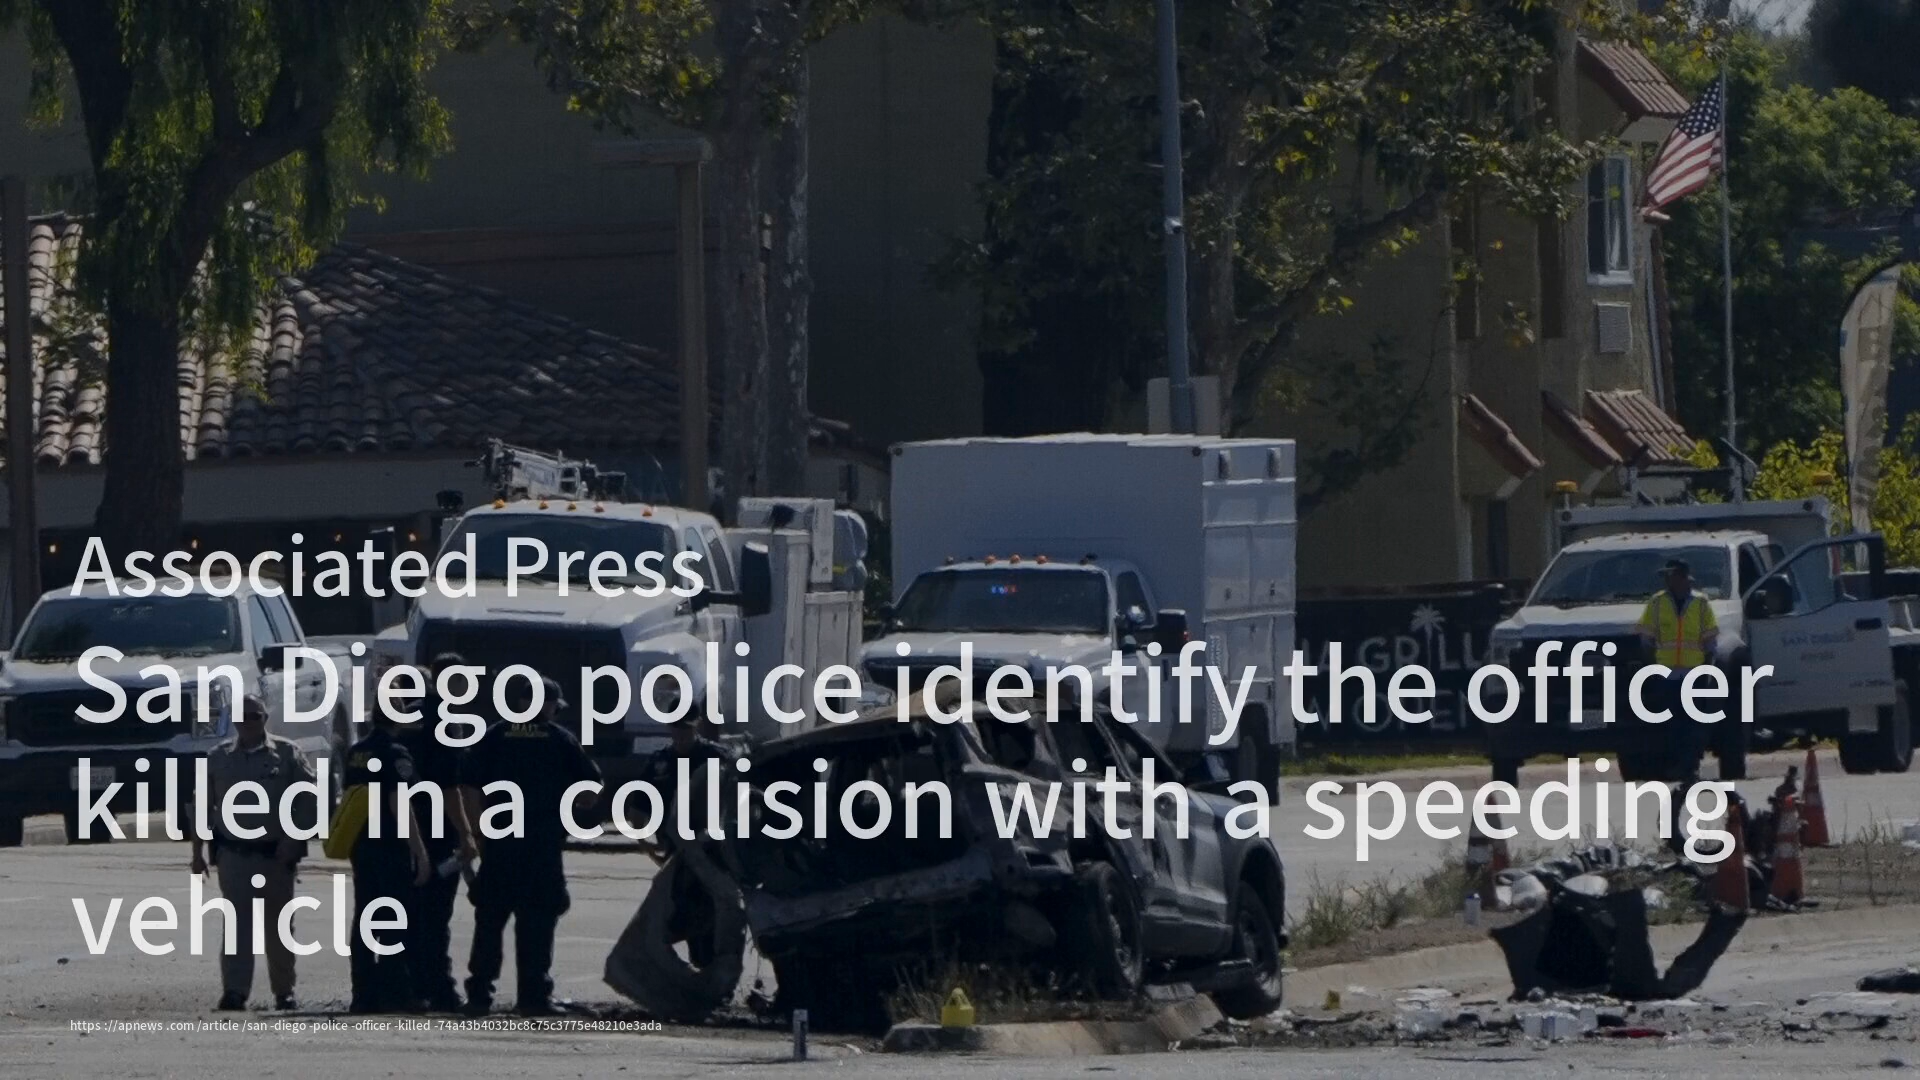 Associated Press
San Diego police identify the officer
killed in a collision with a speeding
vehicle
https://apnews.com/article/san-diego-police-officer-killed-74a43b4032bc8c75c3775e48210e3ada